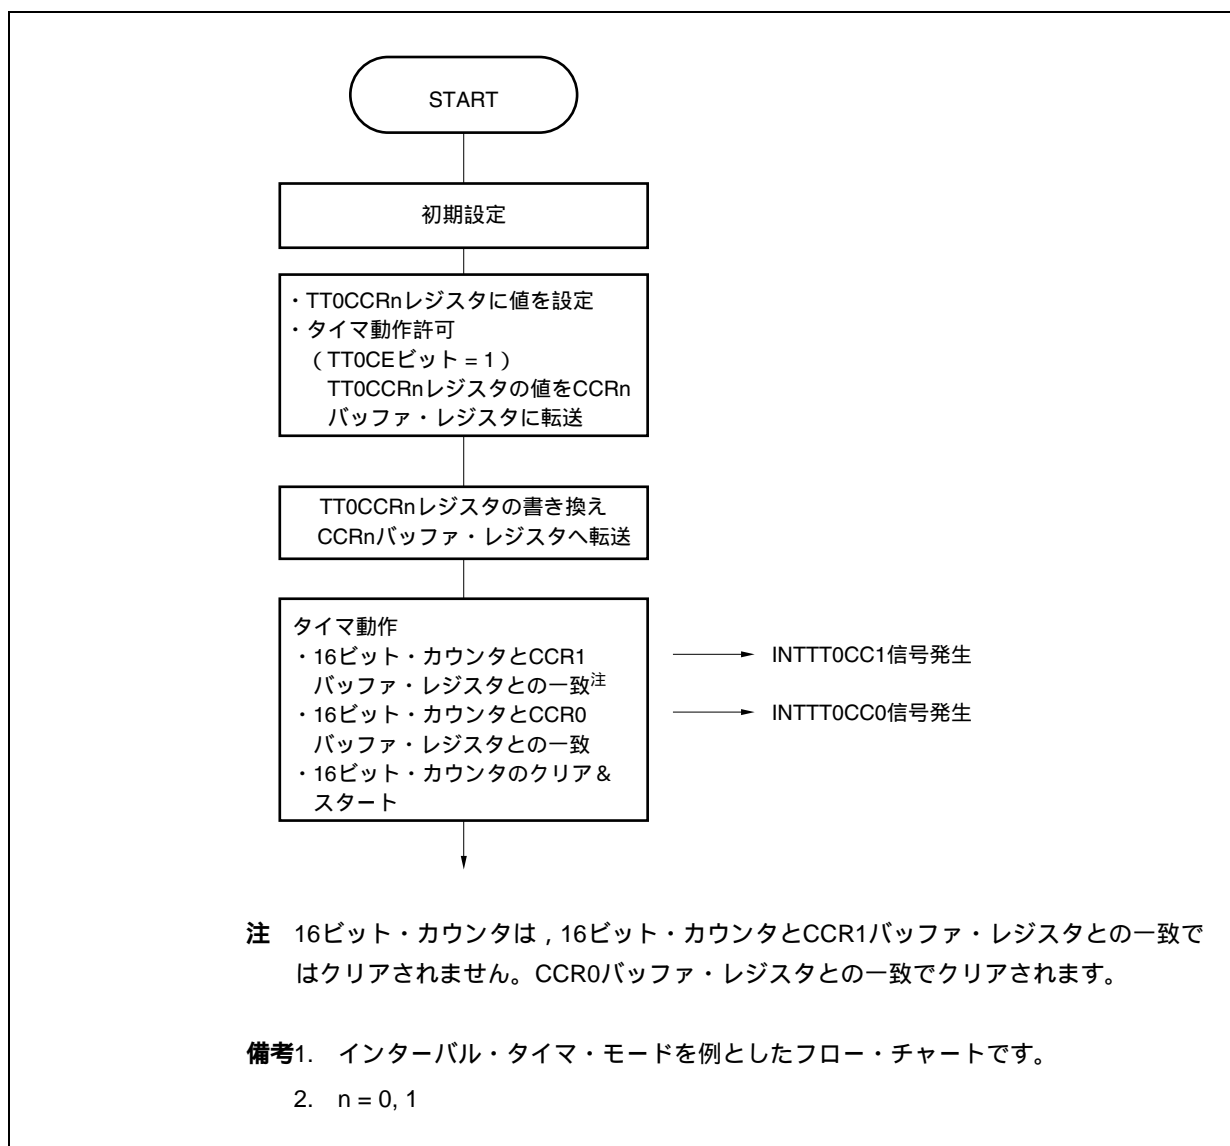 START
初期設定
・TT0CCRnレジスタに値を設定
・タイマ動作許可
（TT0CEビット = 1）
TT0CCRnレジスタの値をCCRn
バッファ・レジスタに転送
TT0CCRnレジスタの書き換え
CCRnバッファ・レジスタへ転送
タイマ動作
・16ビット・カウンタとCCR1
バッファ・レジスタとの一致注
・16ビット・カウンタとCCR0
バッファ・レジスタとの一致
・16ビット・カウンタのクリア＆
スタート
INTTT0CC1信号発生
INTTT0CC0信号発生
注 16ビット・カウンタは，16ビット・カウンタとCCR1バッファ・レジスタとの一致で
はクリアされません。CCR0バッファ・レジスタとの一致でクリアされます。
備考1. インターバル・タイマ・モードを例としたフロー・チャートです。
2. n = 0, 1